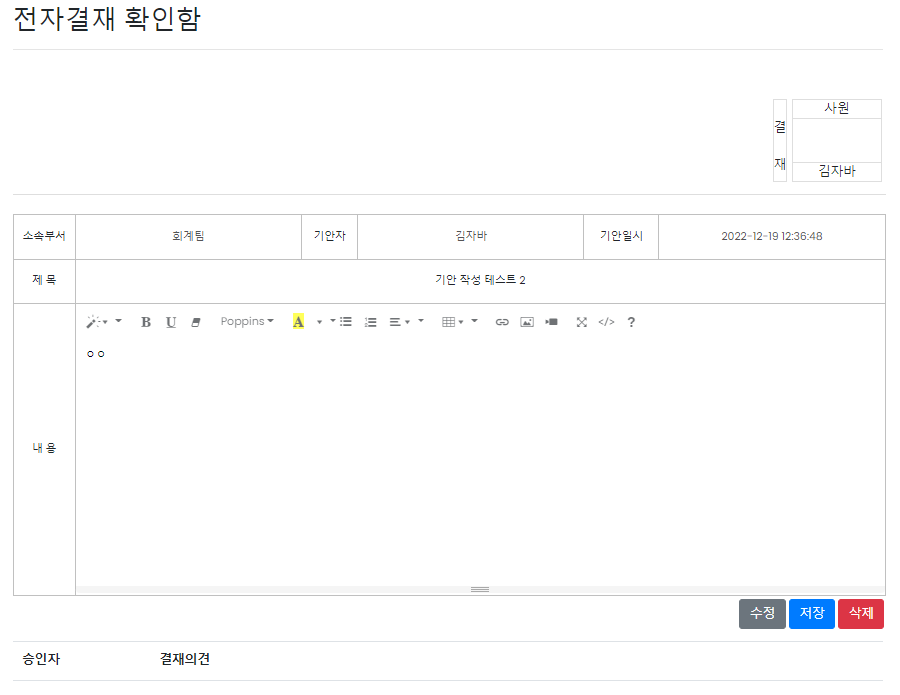 전자결재 확인함
결
재
사원
김자바
소속부서 회계팀 기안자 김자바 기안일시 2022-12-19 12:36:48
제 목 기안 작성 테스트 2
내 용
B U Poppins A </> ?
ㅇㅇ
수정 저장 삭제
승인자 결재의견